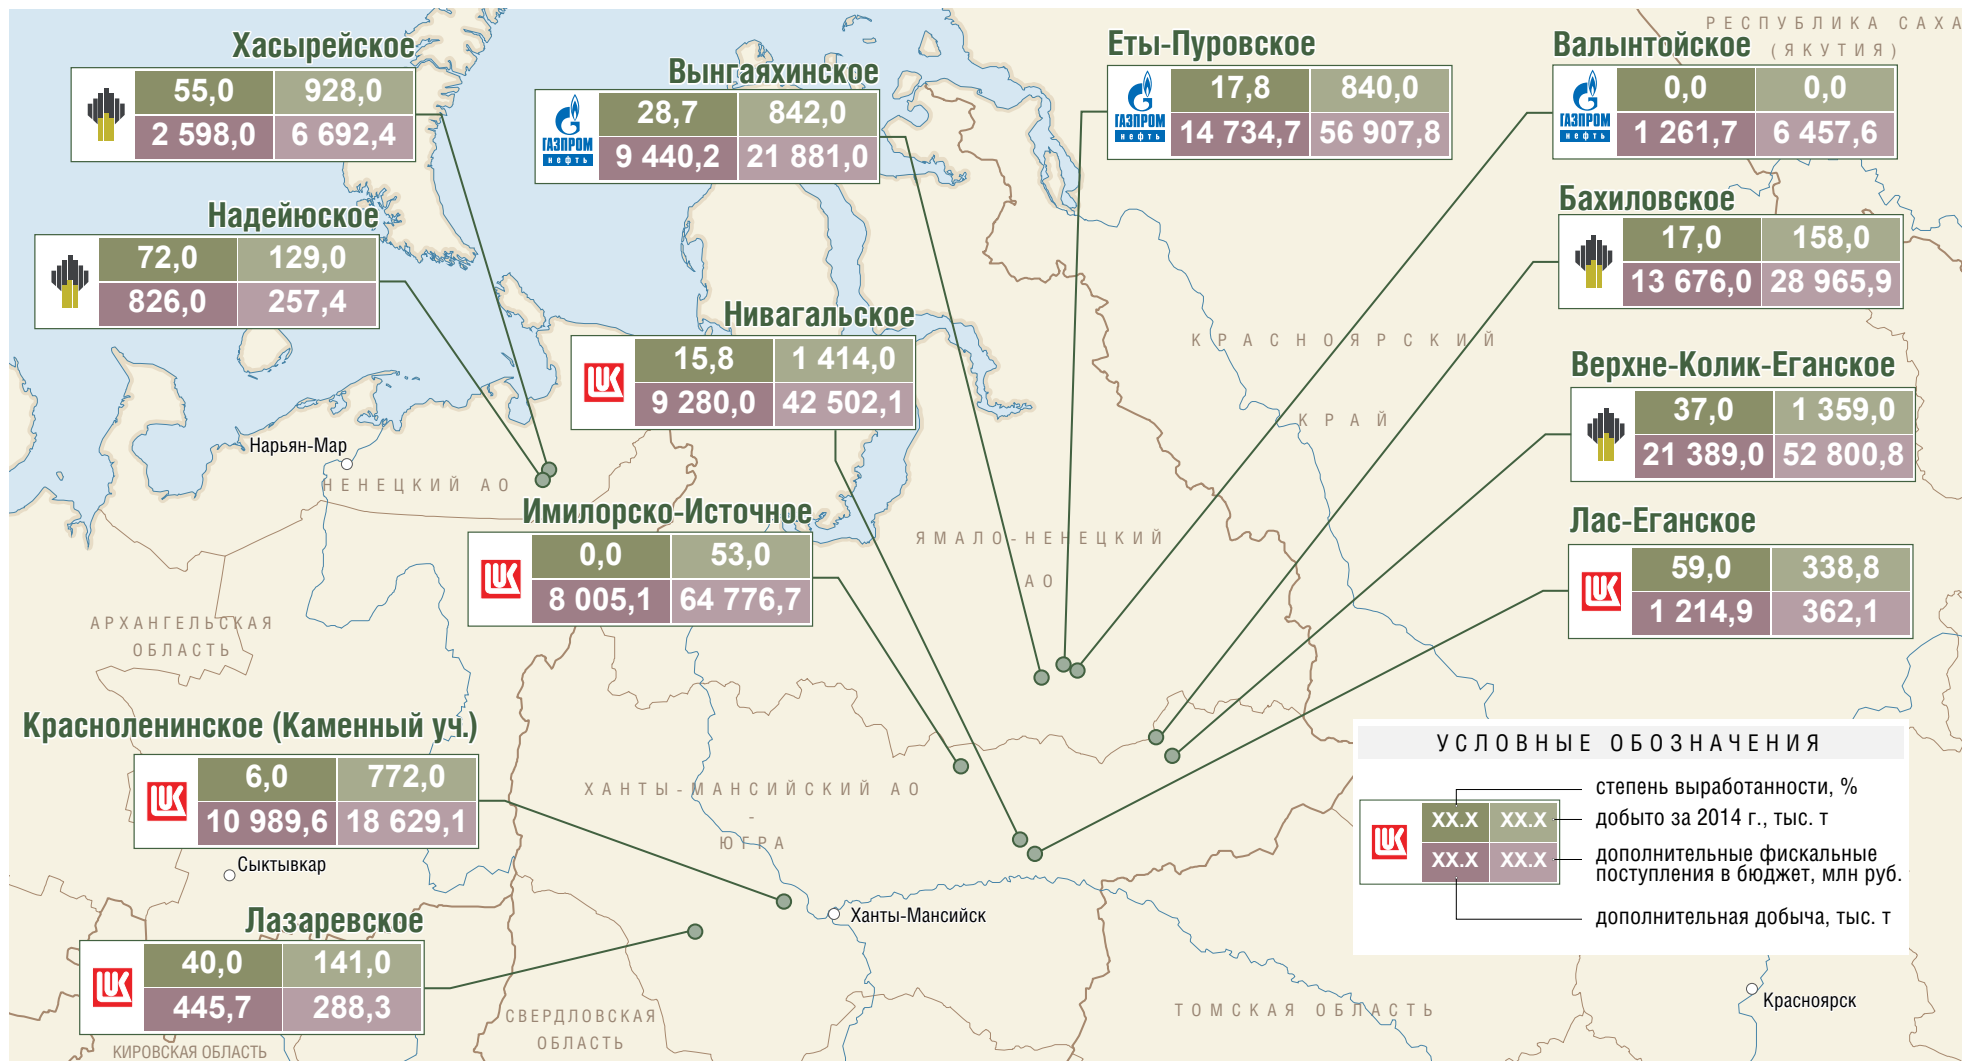 РЕСПУБЛИКА САХА
(ЯКУТИЯ)
Хасырейское
55,0 928,0
2 598,0 6 692,4
Вынгаяхинское
ГАЗПРОМ
нефть
28,7 842,0
9 440,2 21 881,0
Еты-Пуровское
ГАЗПРОМ
нефть
17,8 840,0
14 734,7 56 907,8
Валынтойское
ГАЗПРОМ
нефть
0,0 0,0
1 261,7 6 457,6
Надейюское
72,0 129,0
826,0 257,4
Бахиловское
17,0 158,0
13 676,0 28 965,9
Нивагальское
LUK
15,8 1 414,0
9 280,0 42 502,1
КРАСНОЯРСКИЙ
КРАЙ
Верхне-Колик-Еганское
37,0 1 359,0
21 389,0 52 800,8
Нарьян-Мар
НЕНЕЦКИЙ АО
Имилорско-Источное
LUK
0,0 53,0
8 005,1 64 776,7
ЯМАЛО-НЕНЕЦКИЙ
АО
Лас-Еганское
LUK
59,0 338,8
1 214,9 362,1
АРХАНГЕЛЬСКАЯ
ОБЛАСТЬ
Красноленинское (Каменный уч.)
LUK
6,0 772,0
10 989,6 18 629,1
Сыктывкар
ХАНТЫ-МАНСИЙСКИЙ АО
-
ЮГРА
Ханты-Мансийск
Лазаревское
LUK
40,0 141,0
445,7 288,3
КИРОВСКАЯ ОБЛАСТЬ
СВЕРДЛОВСКАЯ
ОБЛАСТЬ
ТОМСКАЯ ОБЛАСТЬ
Красноярск
УСЛОВНЫЕ ОБОЗНАЧЕНИЯ
LUK
XX.X XX.X
XX.X XX.X
степень выработанности, %
добыто за 2014 г., тыс. т
дополнительные фискальные
поступления в бюджет, млн руб.
дополнительная добыча, тыс. т